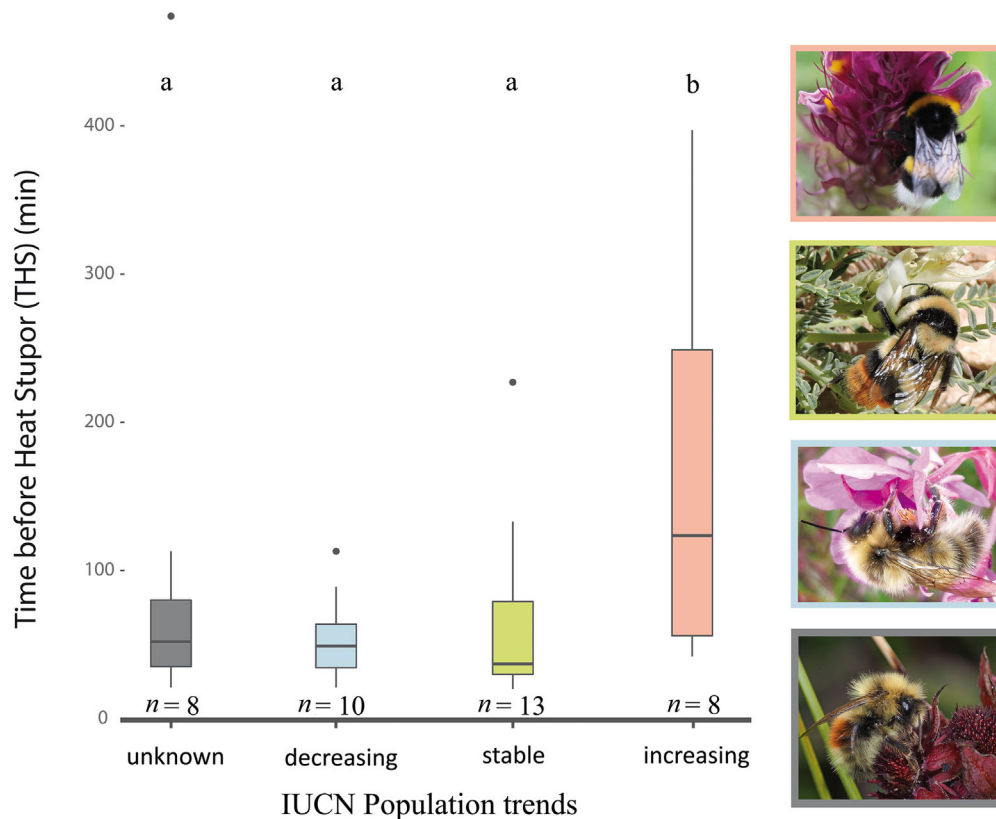 a a a b
Time before Heat Stupor (THS) (min)
400
300
200
100
0
n = 8 n = 10 n = 13 n = 8
unknown decreasing stable increasing
IUCN Population trends